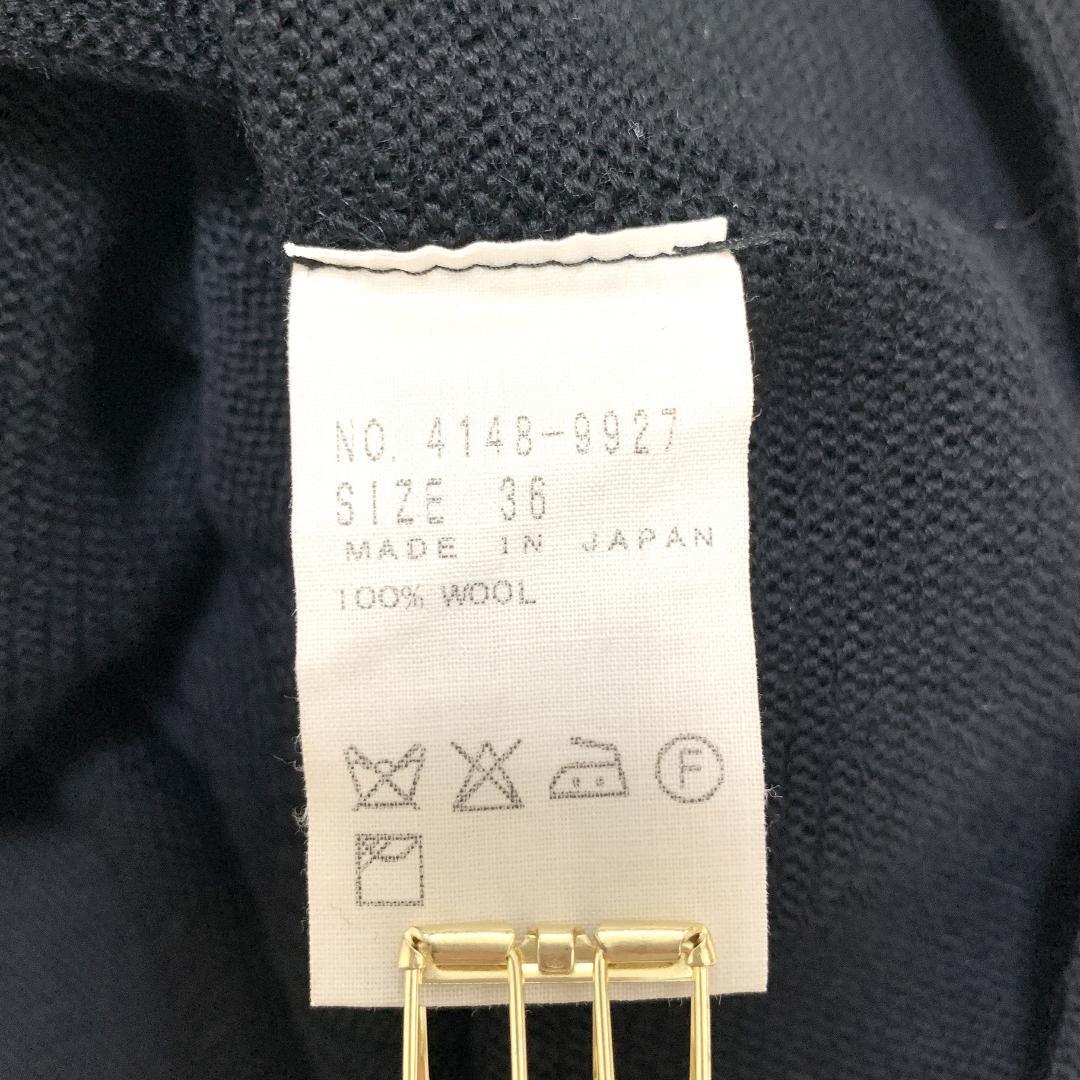 NO. 4148-9927
SIZE 36
MADE IN JAPAN
100% WOOL
F